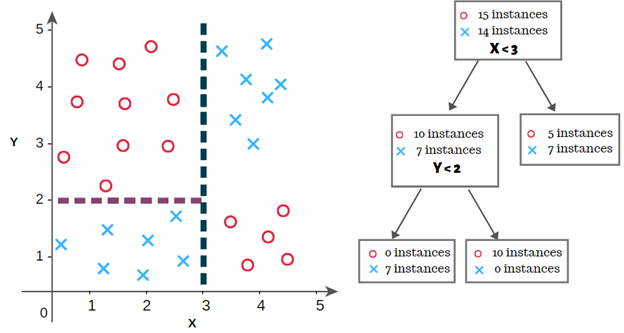 5
4
3
2
1
0
1
2
3
4
5
Y
X
15 instances
14 instances
X < 3
10 instances
7 instances
Y < 2
5 instances
7 instances
0 instances
7 instances
10 instances
0 instances